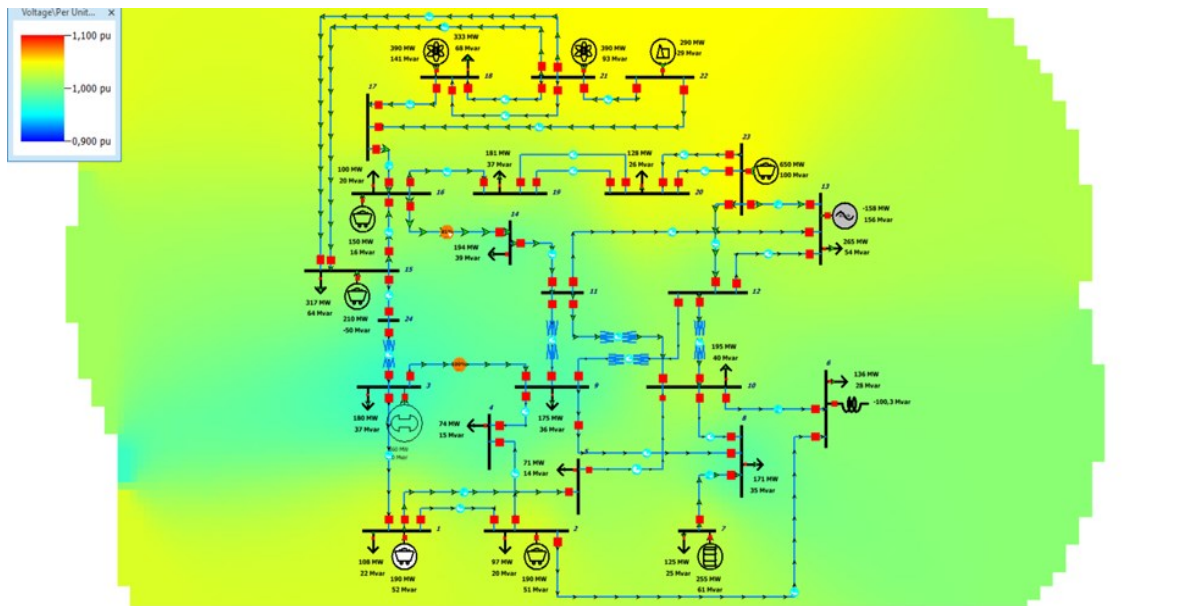 Voltage\Per Unit... ×
1,100 pu
1,000 pu
0,900 pu
390 MW
141 Mvar
333 MW
68 Mvar
390 MW
93 Mvar
290 MW
-29 Mvar
18
21
22
17
23
181 MW
37 Mvar
128 MW
26 Mvar
650 MW
100 Mvar
100 MW
20 Mvar
16
19
20
13
150 MW
16 Mvar
14
194 MW
39 Mvar
-158 MW
156 Mvar
265 MW
54 Mvar
15
317 MW
64 Mvar
210 MW
-50 Mvar
11
12
24
195 MW
40 Mvar
6
136 MW
28 Mvar
-100,3 Mvar
3
9
10
180 MW
37 Mvar
4
74 MW
15 Mvar
175 MW
36 Mvar
8
71 MW
14 Mvar
171 MW
35 Mvar
1
2
7
108 MW
22 Mvar
190 MW
52 Mvar
97 MW
20 Mvar
190 MW
51 Mvar
125 MW
25 Mvar
255 MW
61 Mvar